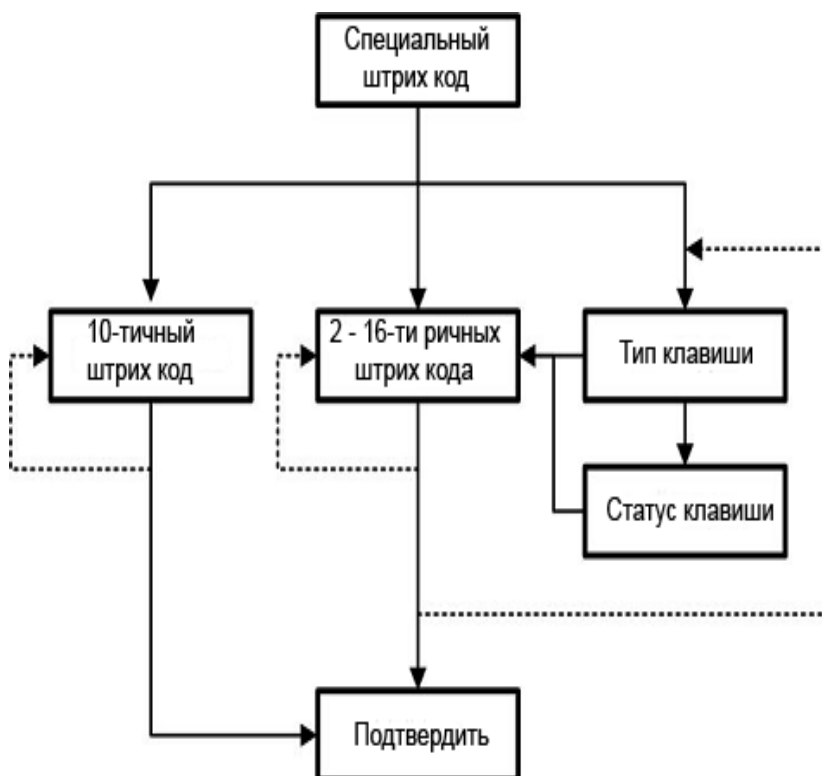 Специальный
штрих код
10-тичный
штрих код
2 - 16-ти ричных
штрих кода
Тип клавиши
Статус клавиши
Подтвердить